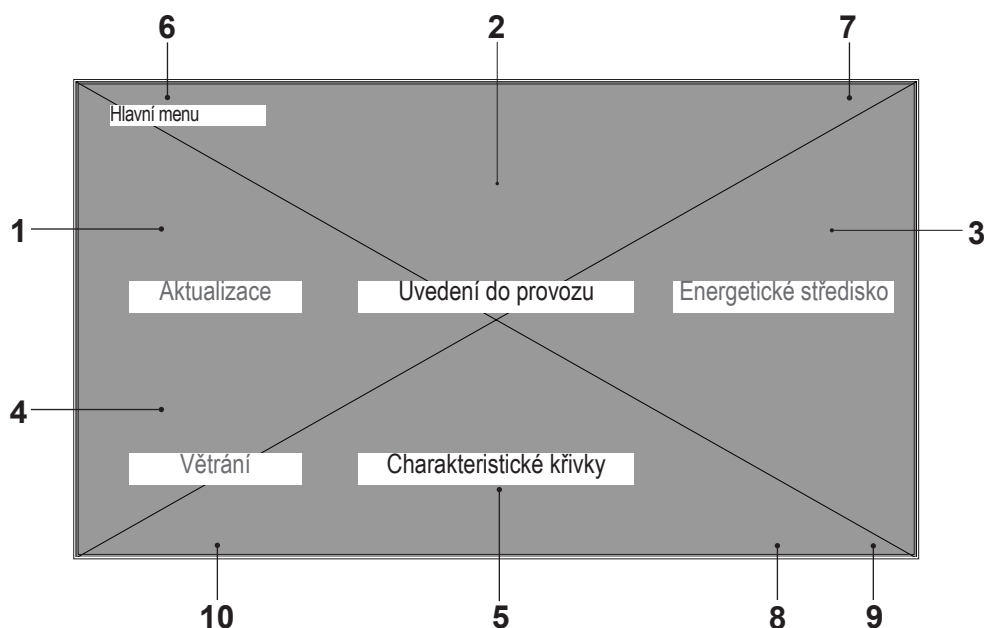 6 2 7
Hlavní menu
1 3
Aktualizace Uvedení do provozu Energetické středisko
4
Větrání Charakteristické křivky
10 5 8 9